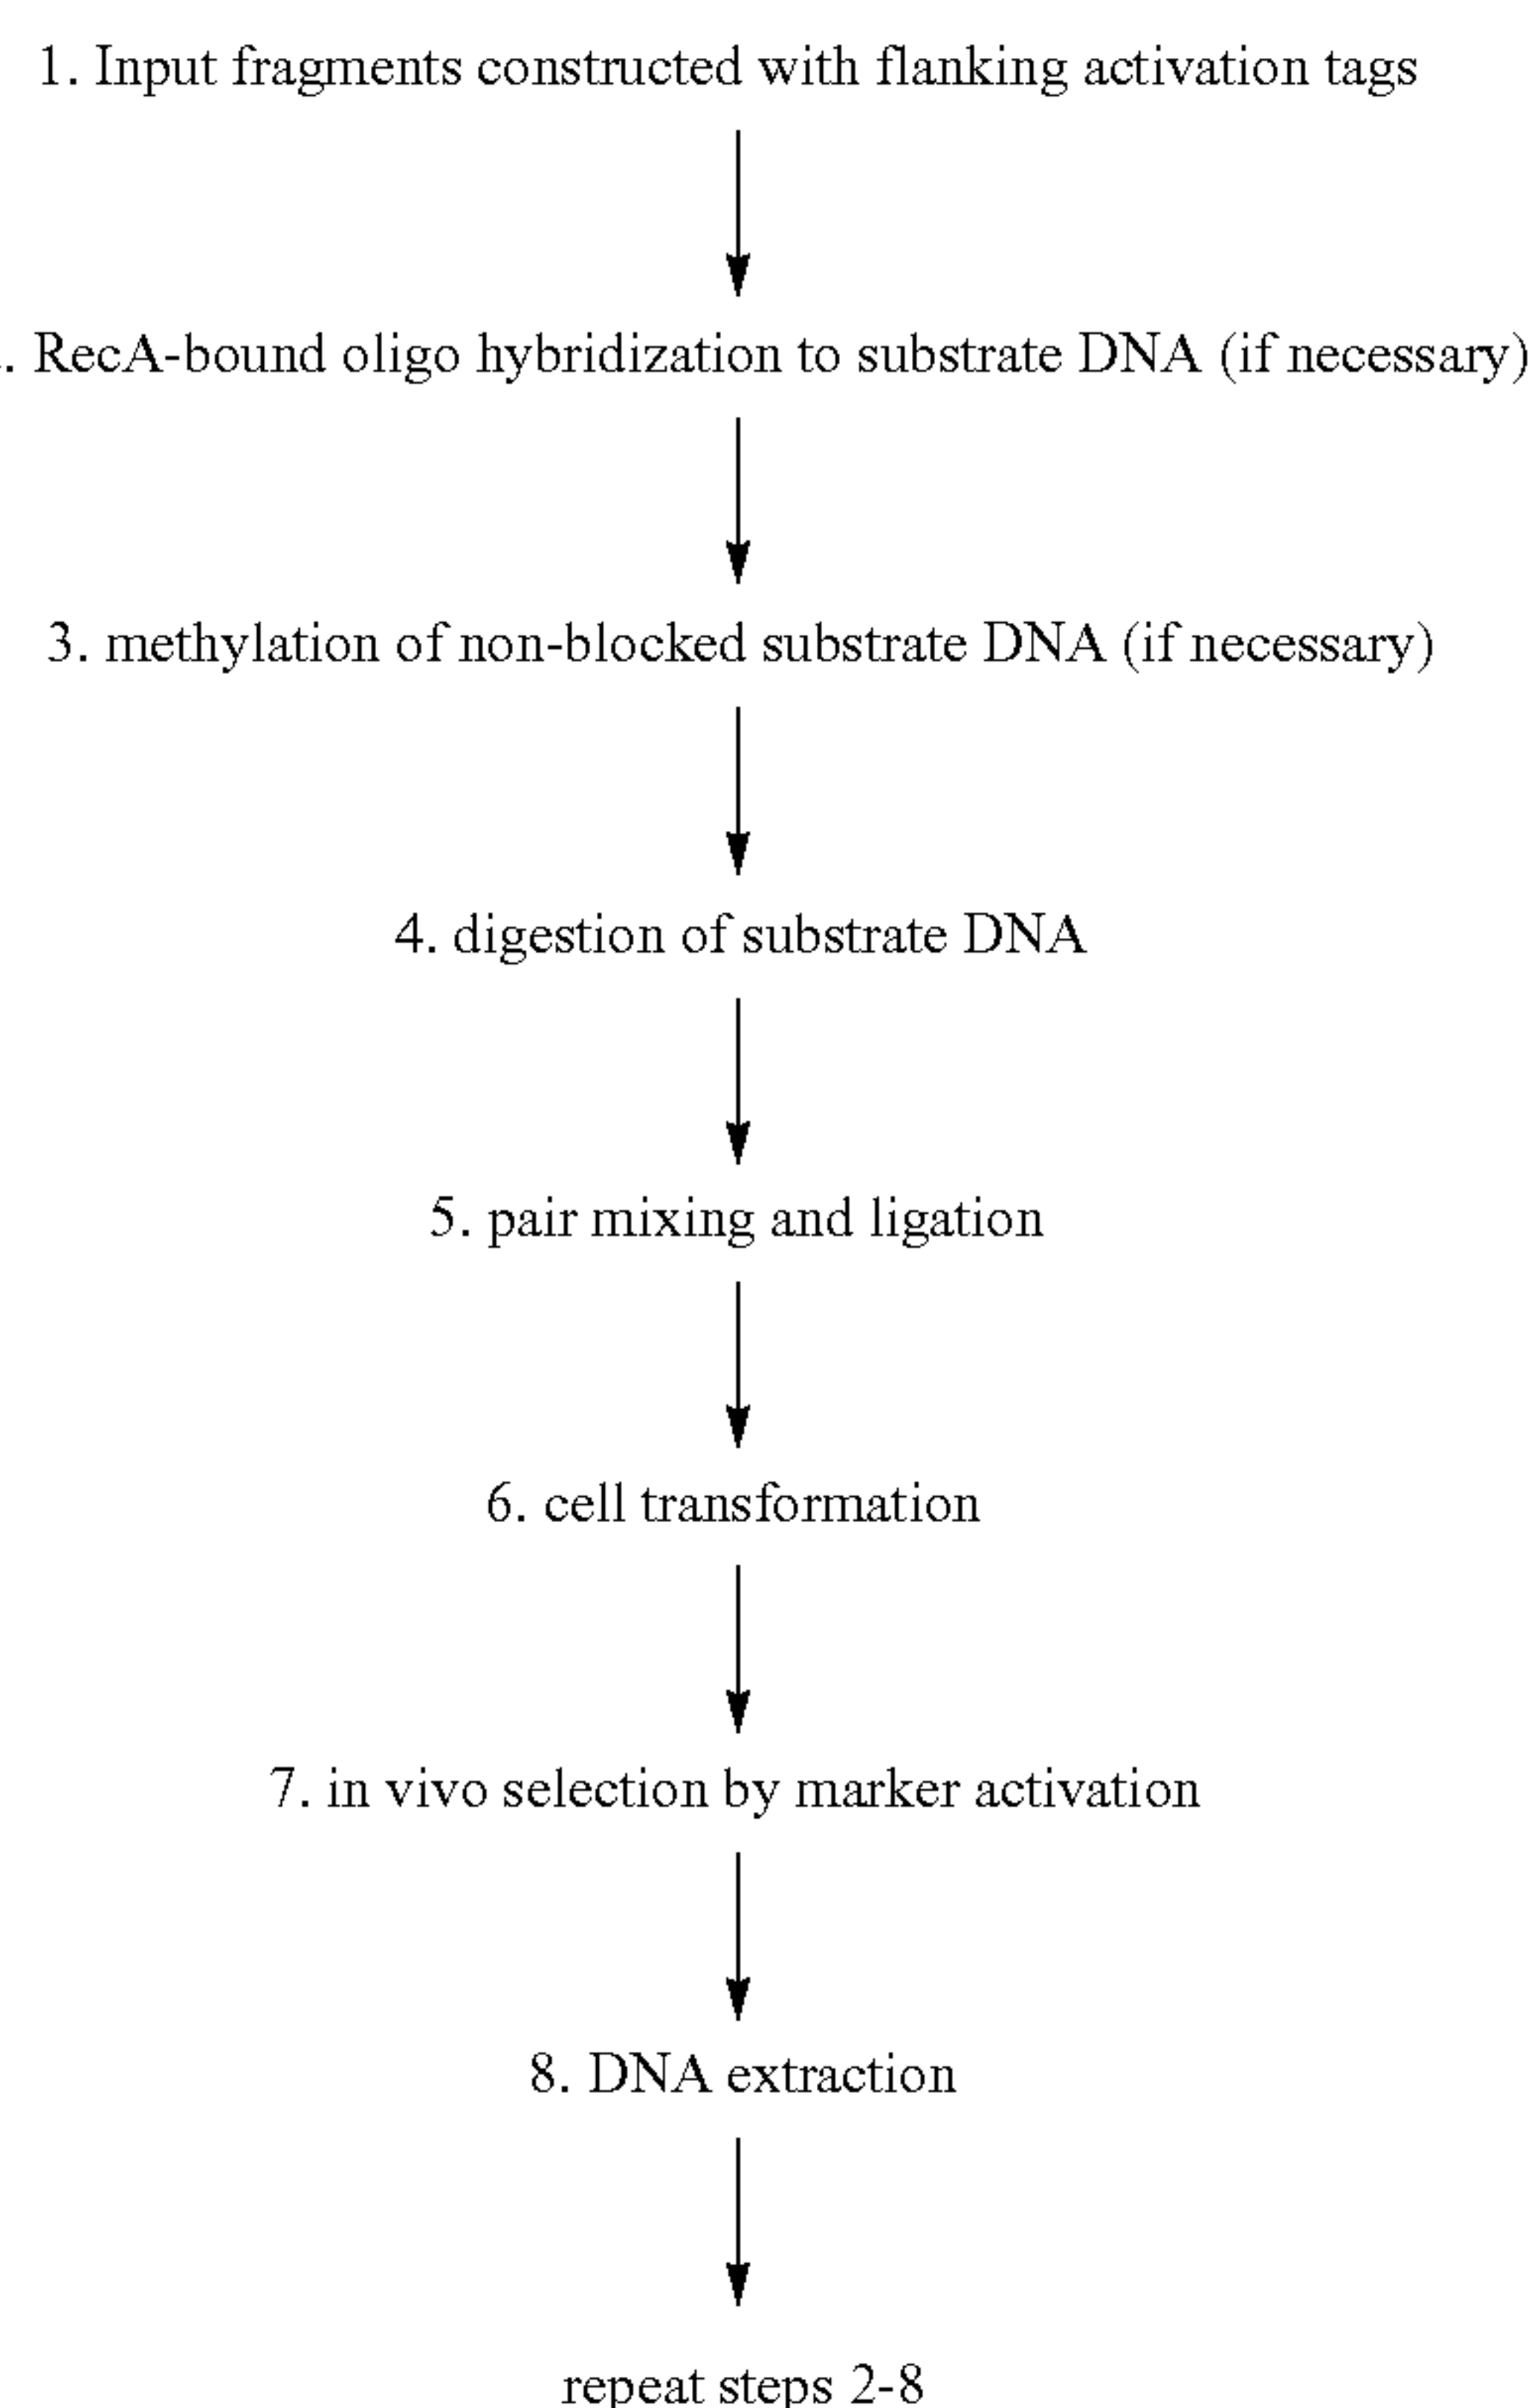 1. Input fragments constructed with flanking activation tags
. RecA-bound oligo hybridization to substrate DNA (if necessary)
3. methylation of non-blocked substrate DNA (if necessary)
4. digestion of substrate DNA
5. pair mixing and ligation
6. cell transformation
7. in vivo selection by marker activation
8. DNA extraction
repeat steps 2-8